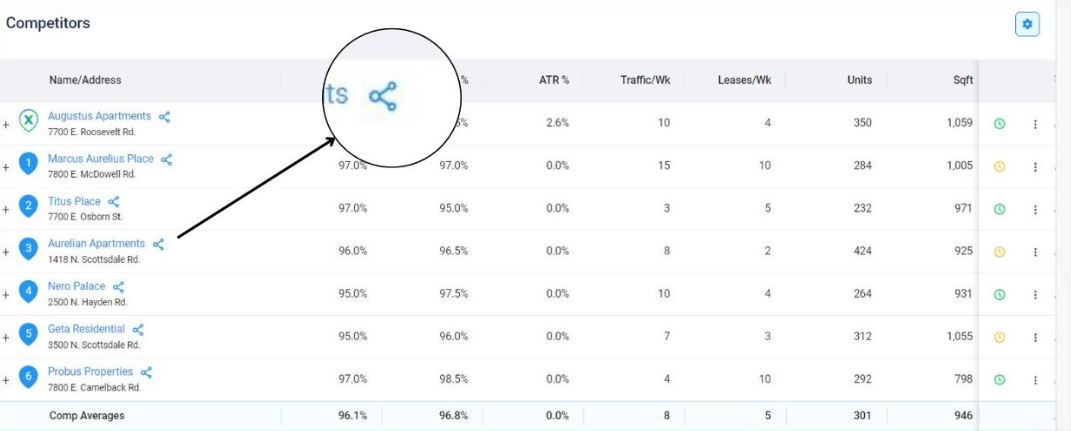 Competitors
Name/Address % ATR % Traffic/Wk Leases/Wk Units Sqft
ts
+ X Augustus Apartments 2.6% 10 4 350 1,059
7700 E. Roosevelt Rd.
+ 1 Marcus Aurelius Place 97.0% 97.0% 0.0% 15 10 284 1,005
7800 E. McDowell Rd.
+ 2 Titus Place 97.0% 95.0% 0.0% 3 5 232 971
7700 E. Osborn St.
+ 3 Aurelian Apartments 96.0% 96.5% 0.0% 8 2 424 925
1418 N. Scottsdale Rd.
+ 4 Nero Palace 95.0% 97.5% 0.0% 10 4 264 931
2500 N. Hayden Rd.
+ 5 Geta Residential 95.0% 96.0% 0.0% 7 3 312 1,055
3500 N. Scottsdale Rd.
+ 6 Probus Properties 97.0% 98.5% 0.0% 4 10 292 798
7800 E. Camelback Rd.
Comp Averages 96.1% 96.8% 0.0% 8 5 301 946